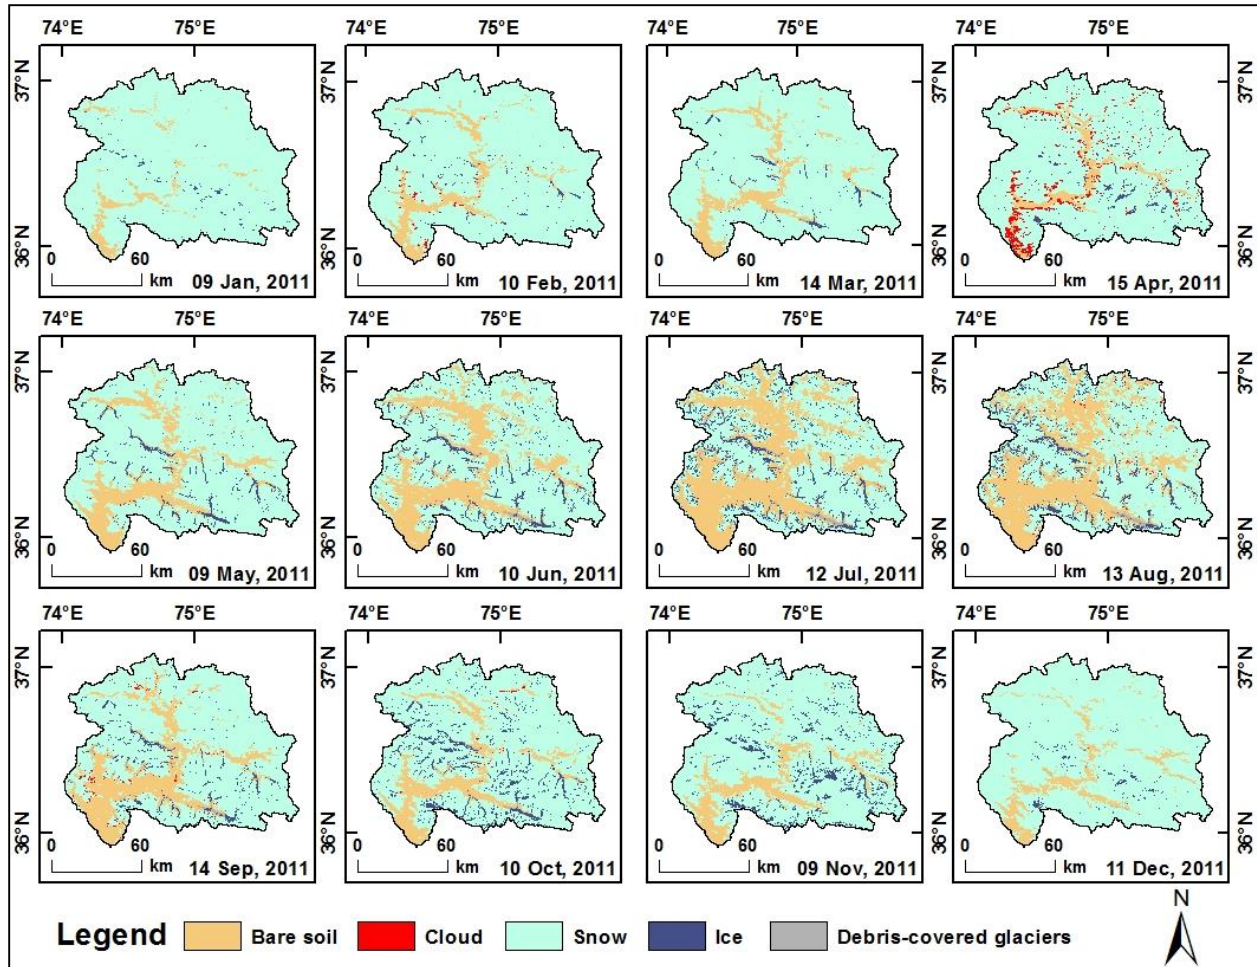 74°E 75°E 74°E 75°E 74°E 75°E 74°E 75°E
37°N 37°N 37°N 37°N
36°N 36°N 36°N 36°N
0 60 0 60 0 60 0 60
km 09 Jan, 2011 km 10 Feb, 2011 km 14 Mar, 2011 km 15 Apr, 2011
74°E 75°E 74°E 75°E 74°E 75°E 74°E 75°E
37°N 37°N 37°N 37°N
36°N 36°N 36°N 36°N
0 60 0 60 0 60 0 60
km 09 May, 2011 km 10 Jun, 2011 km 12 Jul, 2011 km 13 Aug, 2011
74°E 75°E 74°E 75°E 74°E 75°E 74°E 75°E
37°N 37°N 37°N 37°N
36°N 36°N 36°N 36°N
0 60 0 60 0 60 0 60
km 14 Sep, 2011 km 10 Oct, 2011 km 09 Nov, 2011 km 11 Dec, 2011
N
Legend Bare soil Cloud Snow Ice Debris-covered glaciers